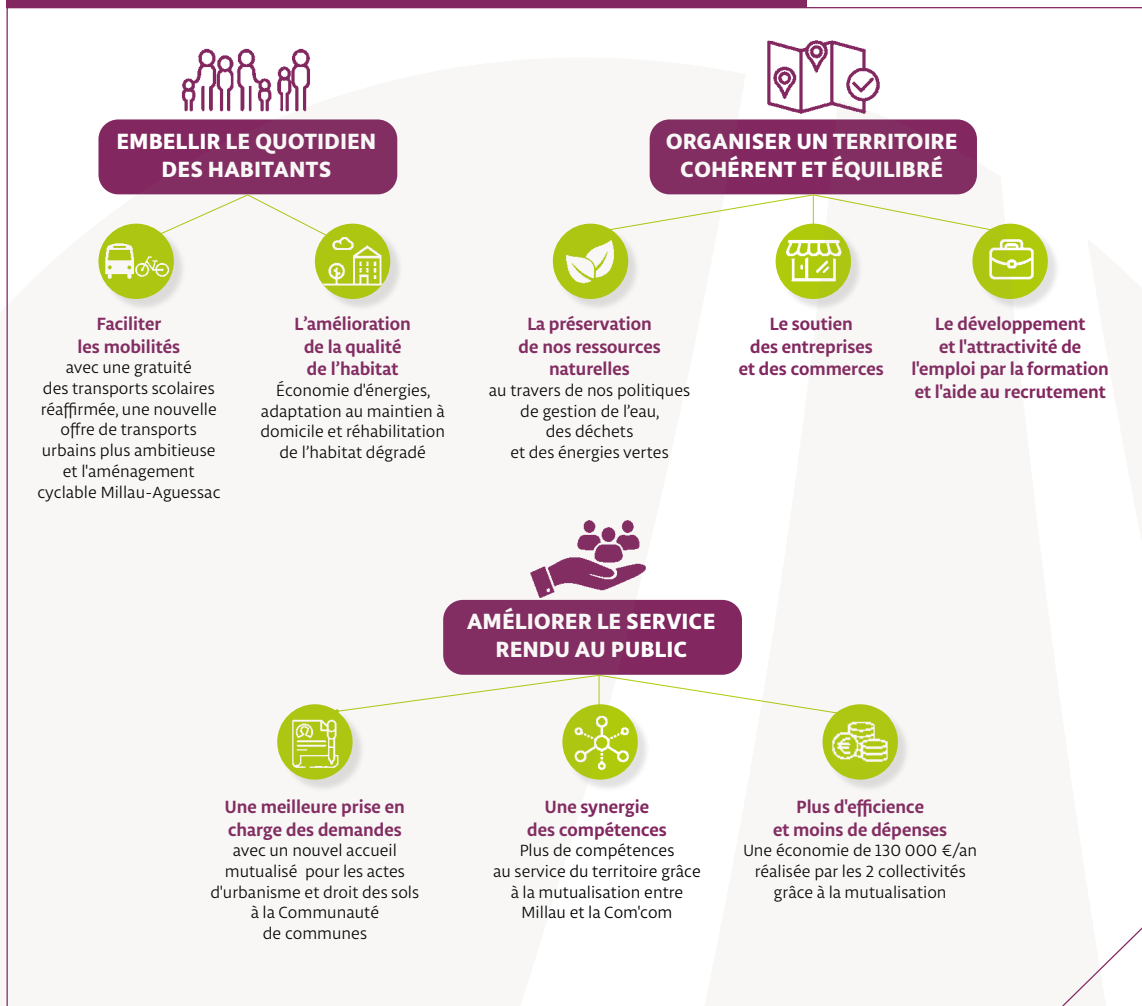 EMBELLIR LE QUOTIDIEN
DES HABITANTS
Faciliter
les mobilités
avec une gratuité
des transports scolaires
réaffirmée, une nouvelle
offre de transports
urbains plus ambitieuse
et l'aménagement
cyclable Millau-Aguessac
L'amélioration
de la qualité
de l'habitat
Économie d'énergies,
adaptation au maintien à
domicile et réhabilitation
de l'habitat dégradé
ORGANISER UN TERRITOIRE
COHÉRENT ET ÉQUILIBRÉ
La préservation
de nos ressources
naturelles
au travers de nos politiques
de gestion de l'eau,
des déchets
et des énergies vertes
Le soutien
des entreprises
et des commerces
Le développement
et l'attractivité de
l'emploi par la formation
et l'aide au recrutement
AMÉLIORER LE SERVICE
RENDU AU PUBLIC
Une meilleure prise en
charge des demandes
avec un nouvel accueil
mutualisé pour les actes
d'urbanisme et droit des sols
à la Communauté
de communes
Une synergie
des compétences
Plus de compétences
au service du territoire grâce
à la mutualisation entre
Millau et la Com'com
€
Plus d'efficience
et moins de dépenses
Une économie de 130 000 €/an
réalisée par les 2 collectivités
grâce à la mutualisation